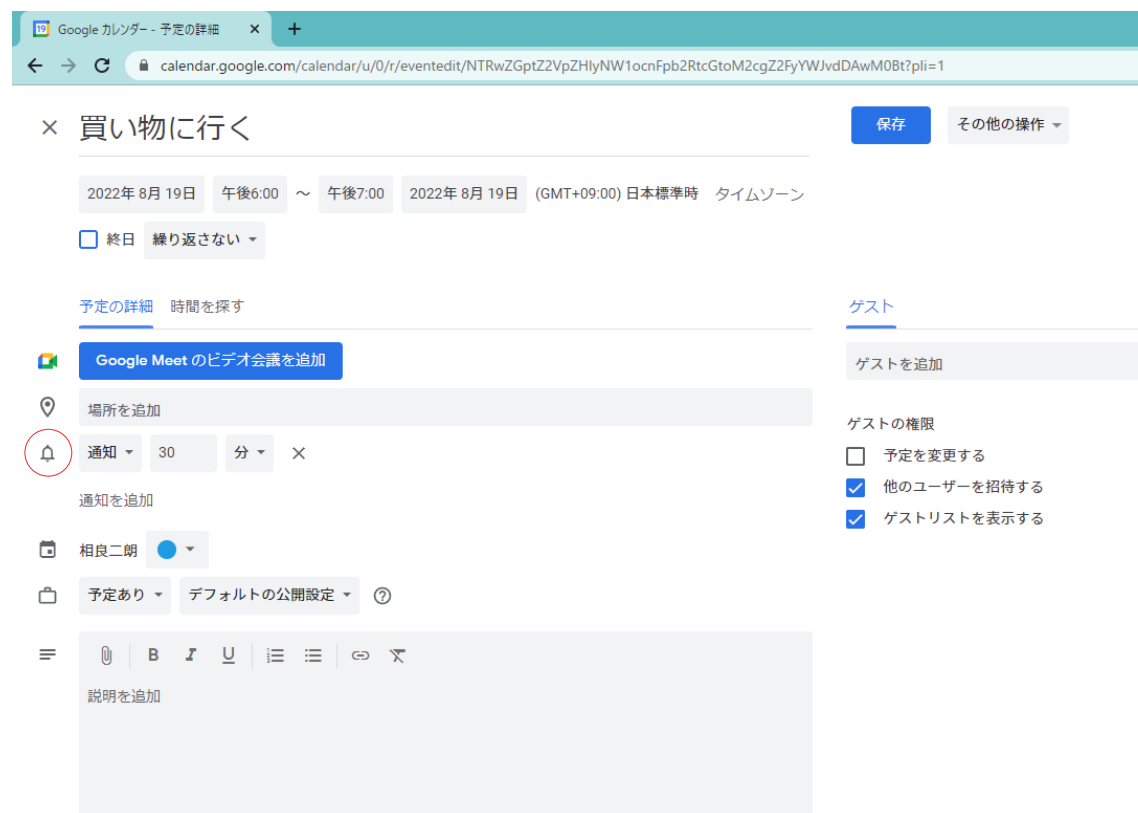 19 Google カレンダー - 予定の詳細
calendar.google.com/calendar/u/0/r/eventedit/NTRwZGptZ2VpZHIyNW1ocnFpb2RtcGtoM2cgZ2FyYWJvdDAwM0Bt?pli=1
買い物に行く 保存 その他の操作
2022年 8月 19日 午後6:00 ～ 午後7:00 2022年 8月 19日 (GMT+09:00) 日本標準時 タイムゾーン
終日 繰り返さない
予定の詳細 時間を探す
Google Meet のビデオ会議を追加
場所を追加
通知 30 分
通知を追加
相良二朗
予定あり デフォルトの公開設定
B I U
説明を追加
ゲスト
ゲストを追加
ゲストの権限
予定を変更する
他のユーザーを招待する
ゲストリストを表示する